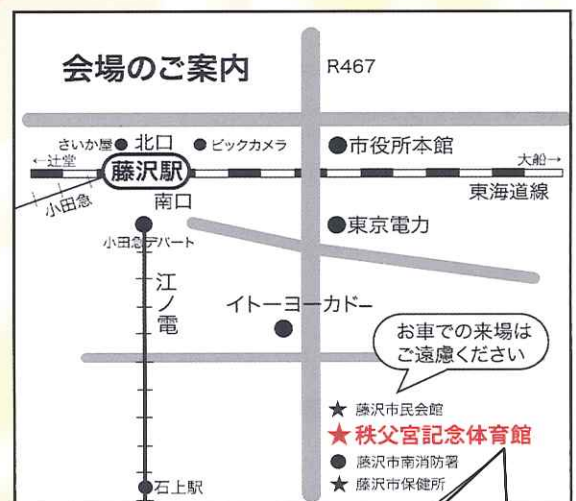 会場のご案内
R467
さいか屋
北口
ビックカメラ
市役所本館
←辻堂
藤沢駅
大船→
東海道線
小田急
南口
小田急デパート
東京電力
江ノ電
イトーヨーカドー
お車での来場は
ご遠慮ください
★ 藤沢市民会館
★秩父宮記念体育館
● 藤沢市南消防署
★ 藤沢市保健所
石上駅